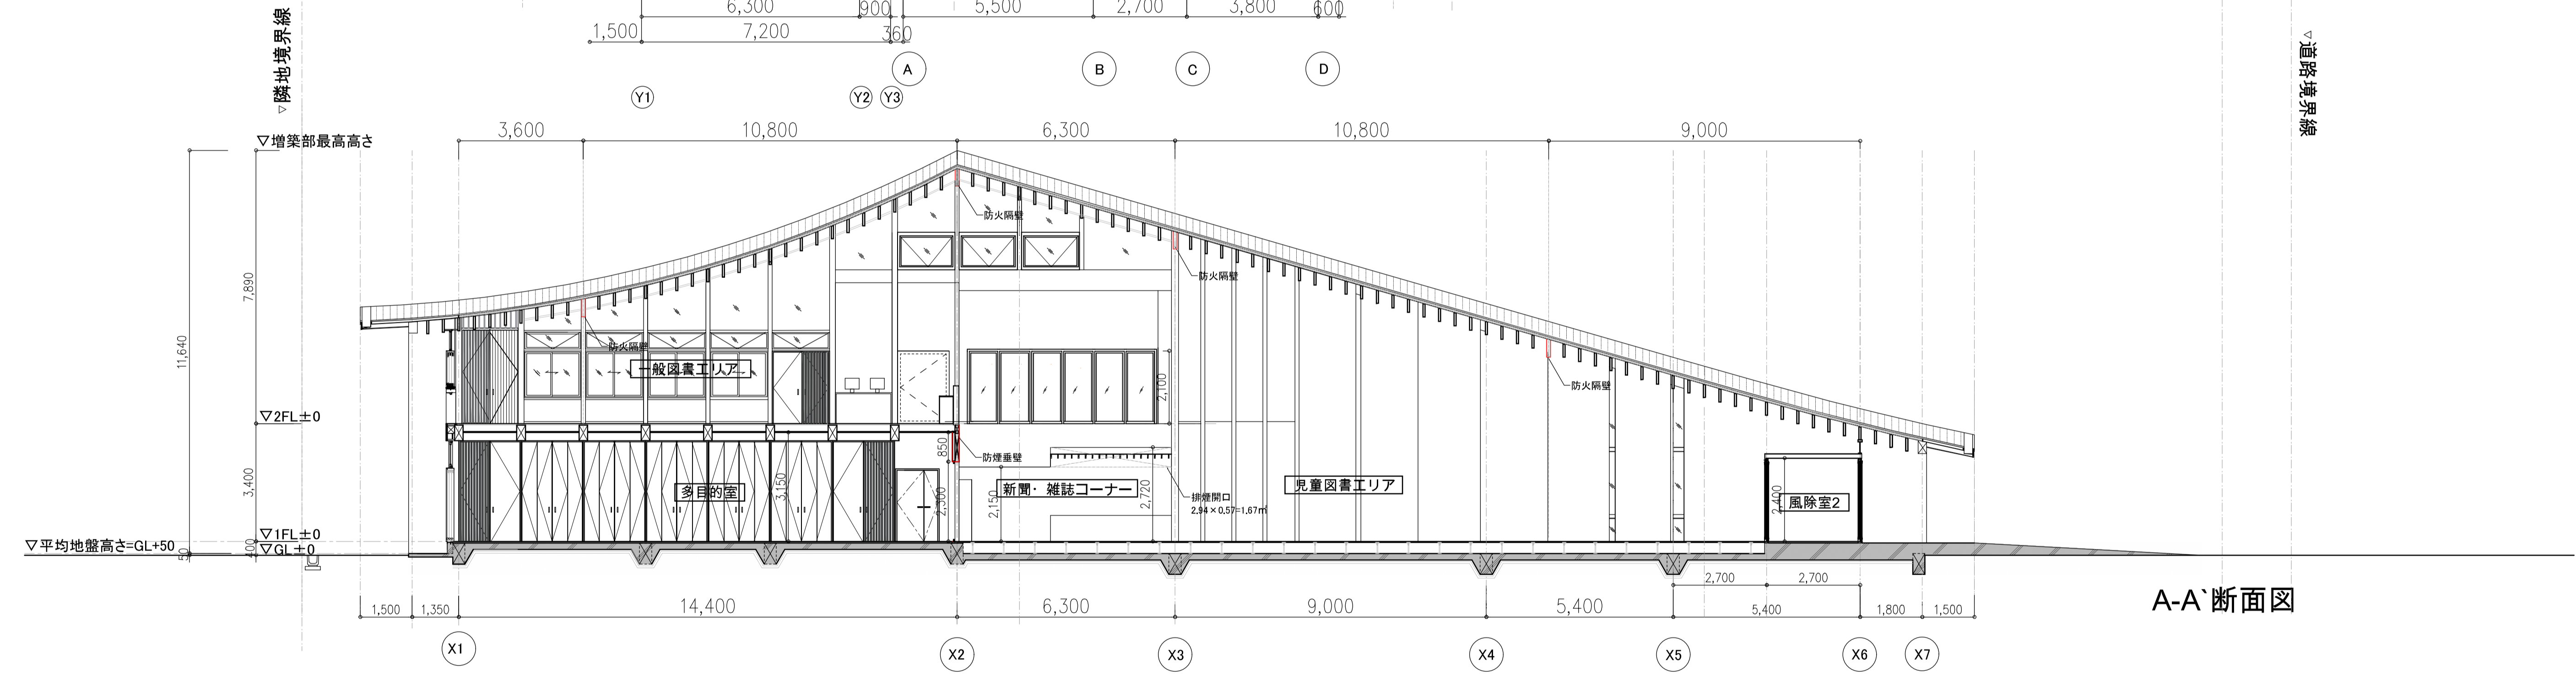 6,300
900
5,500
2,700
3,800
600
1,500
7,200
360
▽隣地境界線
▽道路境界線
A
B
C
D
Y1
Y2
Y3
▽増築部最高高さ
3,600
10,800
6,300
10,800
9,000
防火隔壁
防火隔壁
防火隔壁
防火隔壁
7,890
11,640
一般図書エリア
2,100
▽2FL±0
850
防煙垂壁
3,400
多目的室
3,150
2,300
2,150
新聞・雑誌コーナー
2,720
排煙開口
2.94×0.57=1.67㎡
児童図書エリア
2,400
風除室2
▽1FL±0
▽平均地盤高さ=GL+50
▽GL±0
50
400
2,700
2,700
1,500
1,350
14,400
6,300
9,000
5,400
5,400
1,800
1,500
A-A`断面図
X1
X2
X3
X4
X5
X6
X7